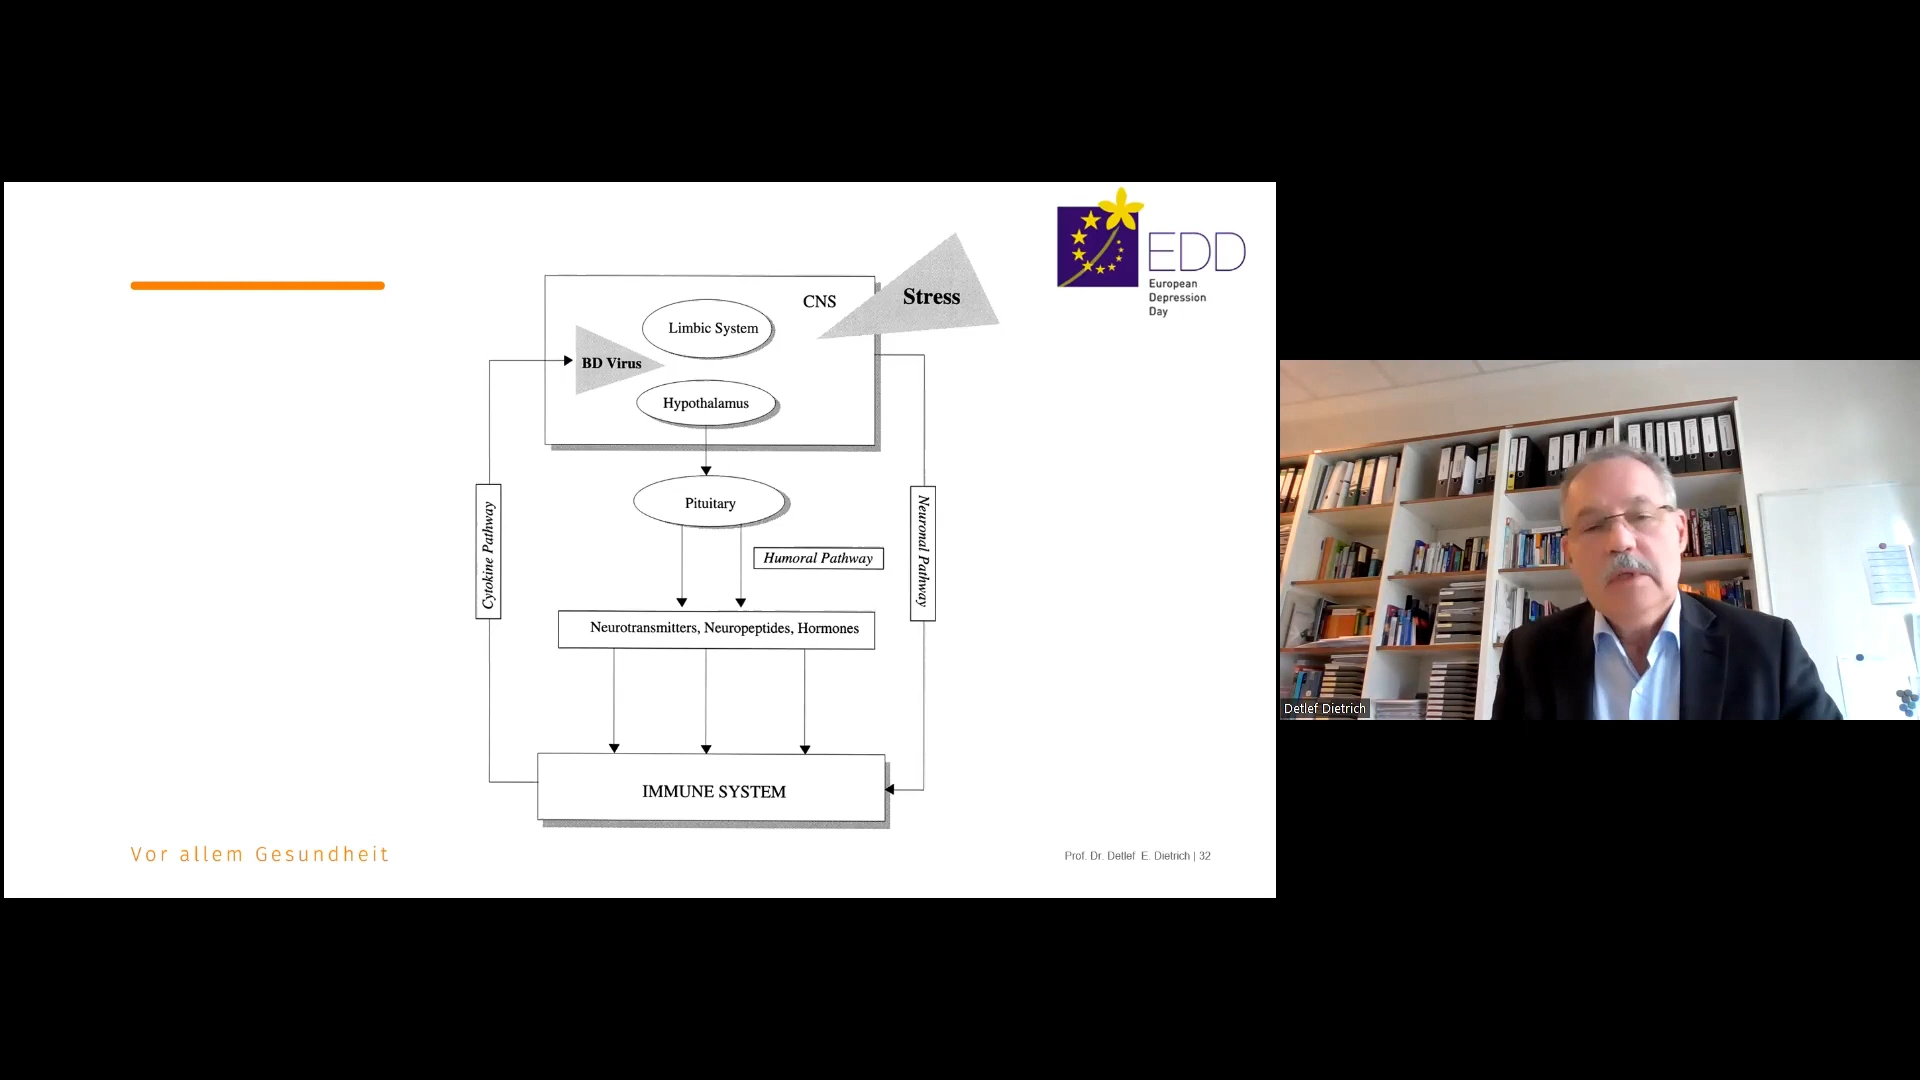 EDD
European
Depression
Day
CNS
Stress
Limbic System
BD Virus
Hypothalamus
Pituitary
Cytokine Pathway
Humoral Pathway
Neuronal Pathway
Neurotransmitters, Neuropeptides, Hormones
IMMUNE SYSTEM
Vor allem Gesundheit
Prof. Dr. Detlef E. Dietrich | 32
Detlef Dietrich